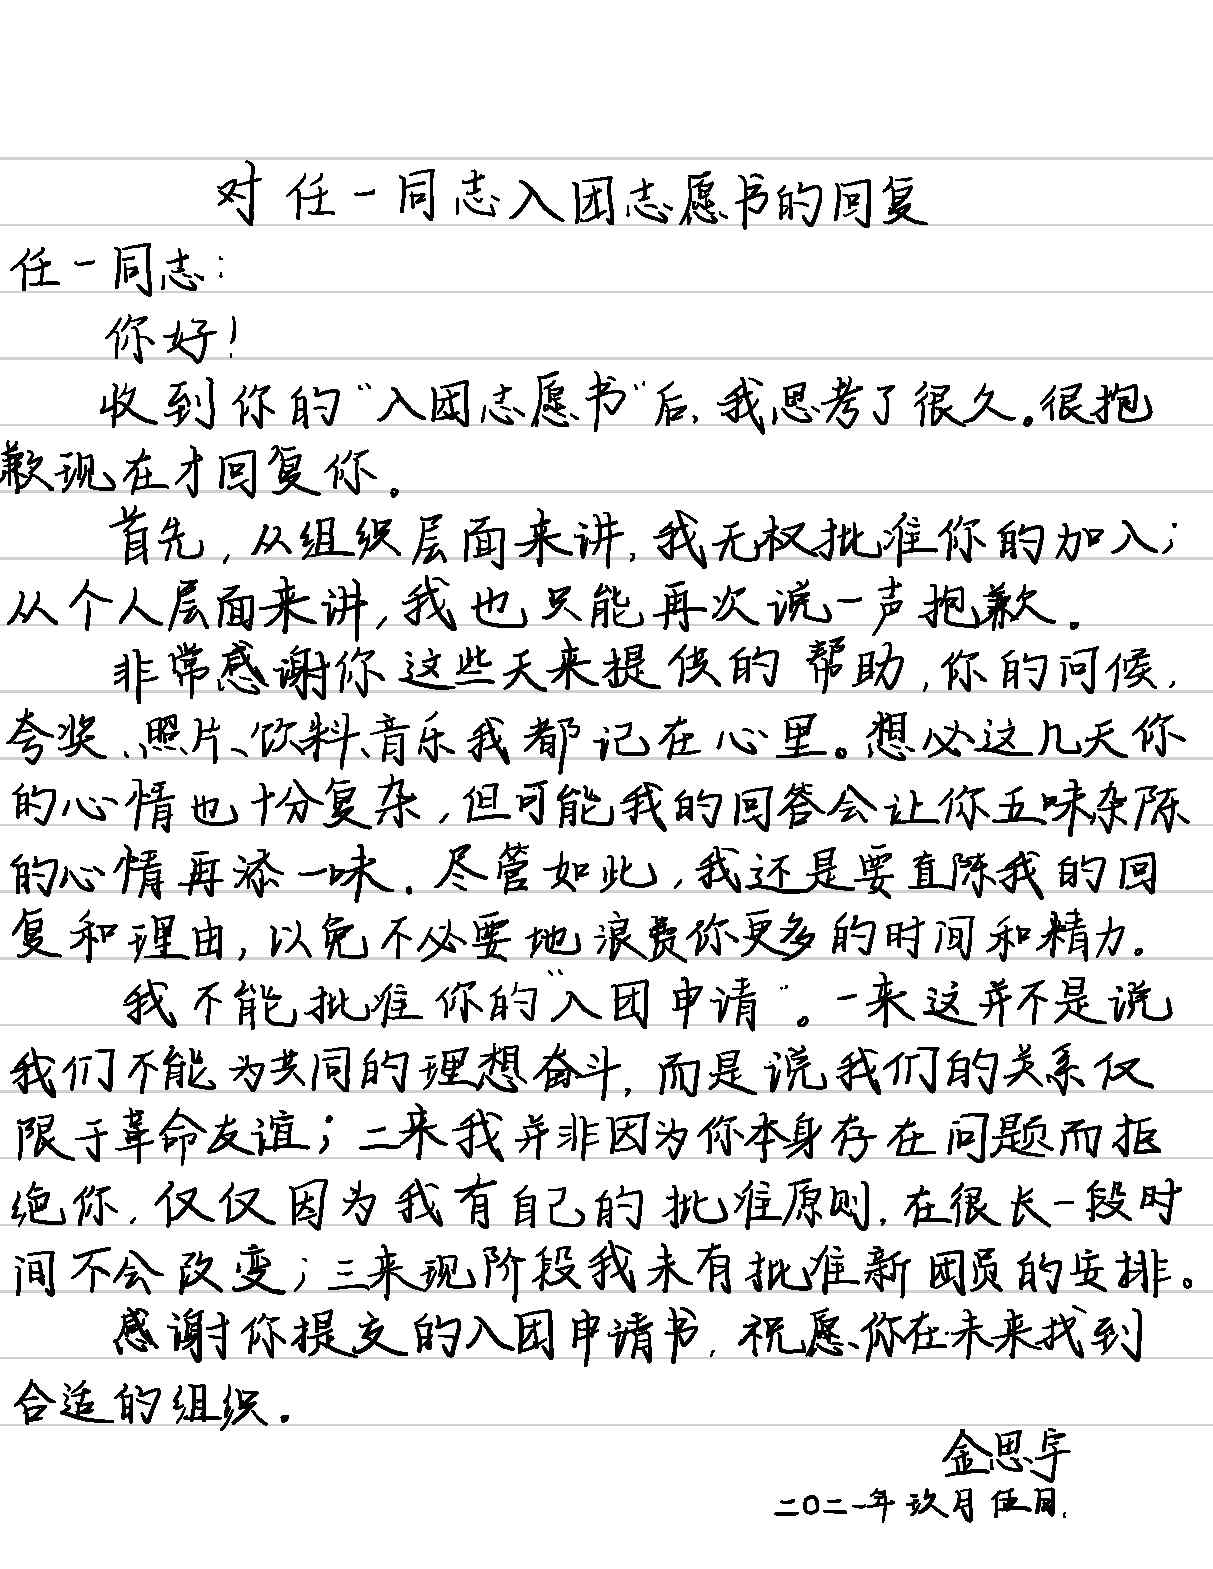 对任一同志入团志愿书的回复
任一同志：
你好！
收到你的“入团志愿书”后，我思考了很久。很抱
歉现在才回复你。
首先，从组织层面来讲，我无权批准你的加入；
从个人层面来讲，我也只能再次说一声抱歉。
非常感谢你这些天来提供的帮助，你的问候，
夸奖、照片、饮料、音乐我都记在心里。想必这几天你
的心情也十分复杂，但可能我的回答会让你五味杂陈
的心情再添一味。尽管如此，我还是要直陈我的回
复和理由，以免不必要地浪费你更多的时间和精力。
我不能批准你的“入团申请”。一来这并不是说
我们不能为共同的理想奋斗，而是说我们的关系仅
限于革命友谊；二来我并非因为你本身存在问题而拒
绝你，仅仅因为我有自己的批准原则，在很长一段时
间不会改变；三来现阶段我未有批准新团员的安排。
感谢你提交的入团申请书，祝愿你在未来找到
合适的组织。
金思宇
二〇二一年玖月伍日.